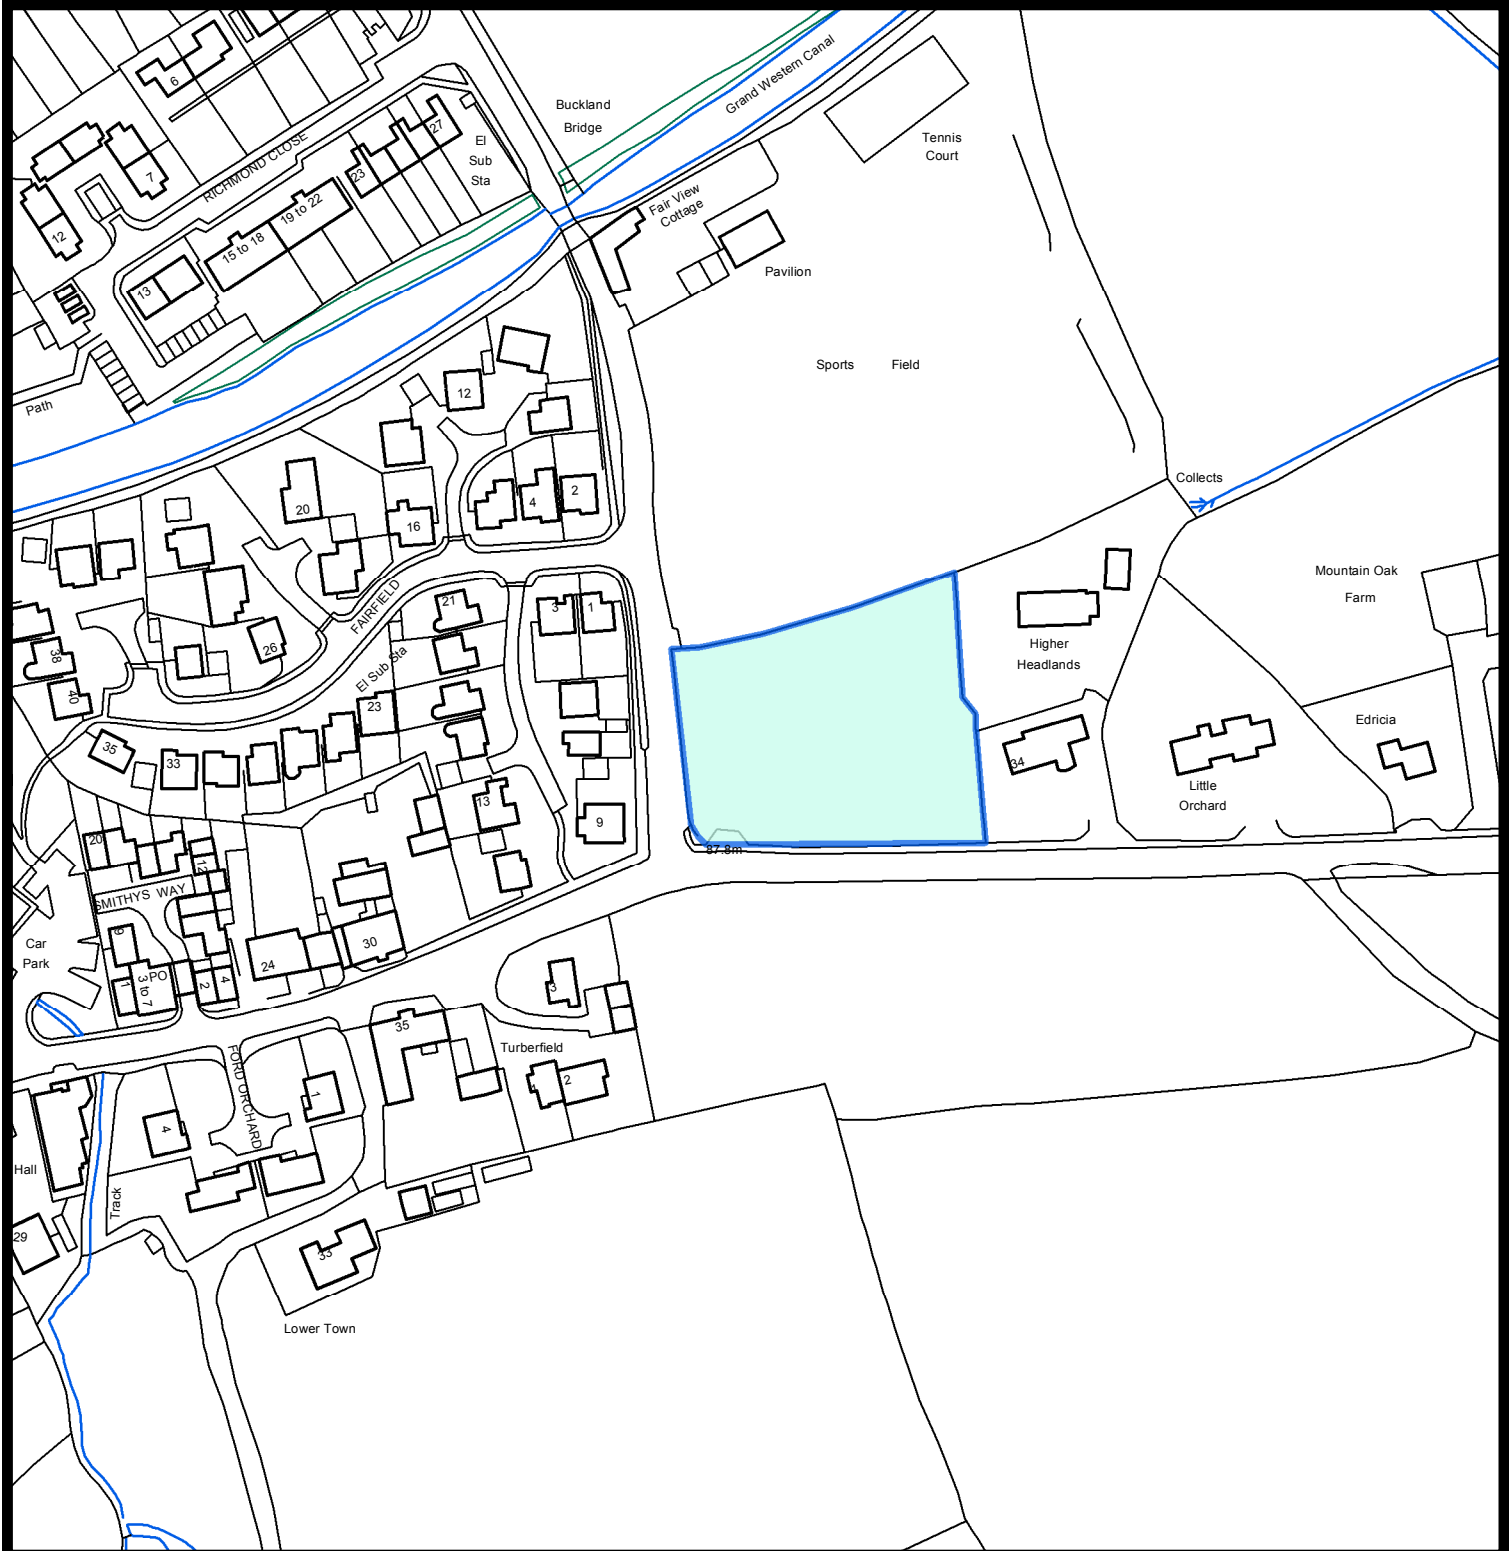 6
Buckland
Bridge
Grand Western Canal
Tennis
Court
27
El
Sub
Sta
RICHMOND CLOSE
7
23
19 to 22
15 to 18
12
13
Fair View
Cottage
Pavilion
Path
Sports Field
12
20
16
4
2
Collects
Mountain Oak
Farm
FAIRFIELD
21
3
1
26
38
40
El Sub Sta
23
Higher
Headlands
35
33
34
Edricia
Little
Orchard
13
9
87.8m
20
12
SMITHYS WAY
9
Car
Park
PO
1
3 to 7
2
4
24
30
3
35
Turberfield
FORD ORCHARD
1
2
1
4
Hall
Track
29
33
Lower Town